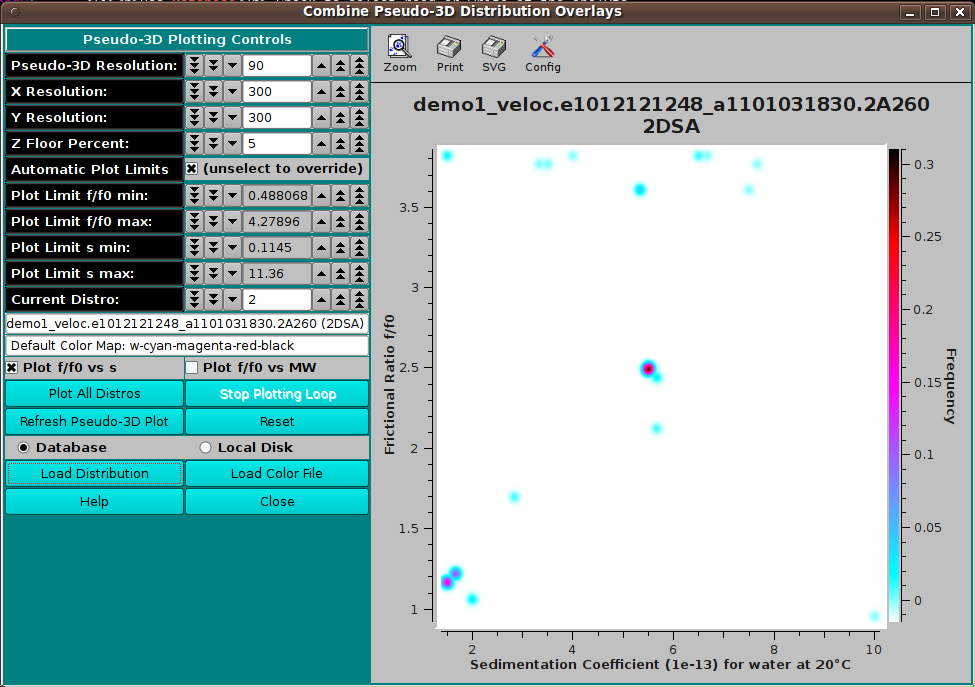 Combine Pseudo-3D Distribution Overlays
Pseudo-3D Plotting Controls
Pseudo-3D Resolution: 90
X Resolution: 300
Y Resolution: 300
Z Floor Percent: 5
Automatic Plot Limits (unselect to override)
Plot Limit f/f0 min: 0.488068
Plot Limit f/f0 max: 4.27896
Plot Limit s min: 0.1145
Plot Limit s max: 11.36
Current Distro: 2
demo1_veloc.e1012121248_a1101031830.2A260 (2DSA)
Default Color Map: w-cyan-magenta-red-black
Plot f/f0 vs s Plot f/f0 vs MW
Plot All Distros Stop Plotting Loop
Refresh Pseudo-3D Plot Reset
Database Local Disk
Load Distribution Load Color File
Help Close
Zoom Print SVG Config
demo1_veloc.e1012121248_a1101031830.2A260
2DSA
Frictional Ratio f/f0
3.5
3
2.5
2
1.5
1
2 4 6 8 10
Sedimentation Coefficient (1e-13) for water at 20°C
0.3
0.25
0.2
0.15
0.1
0.05
0
Frequency